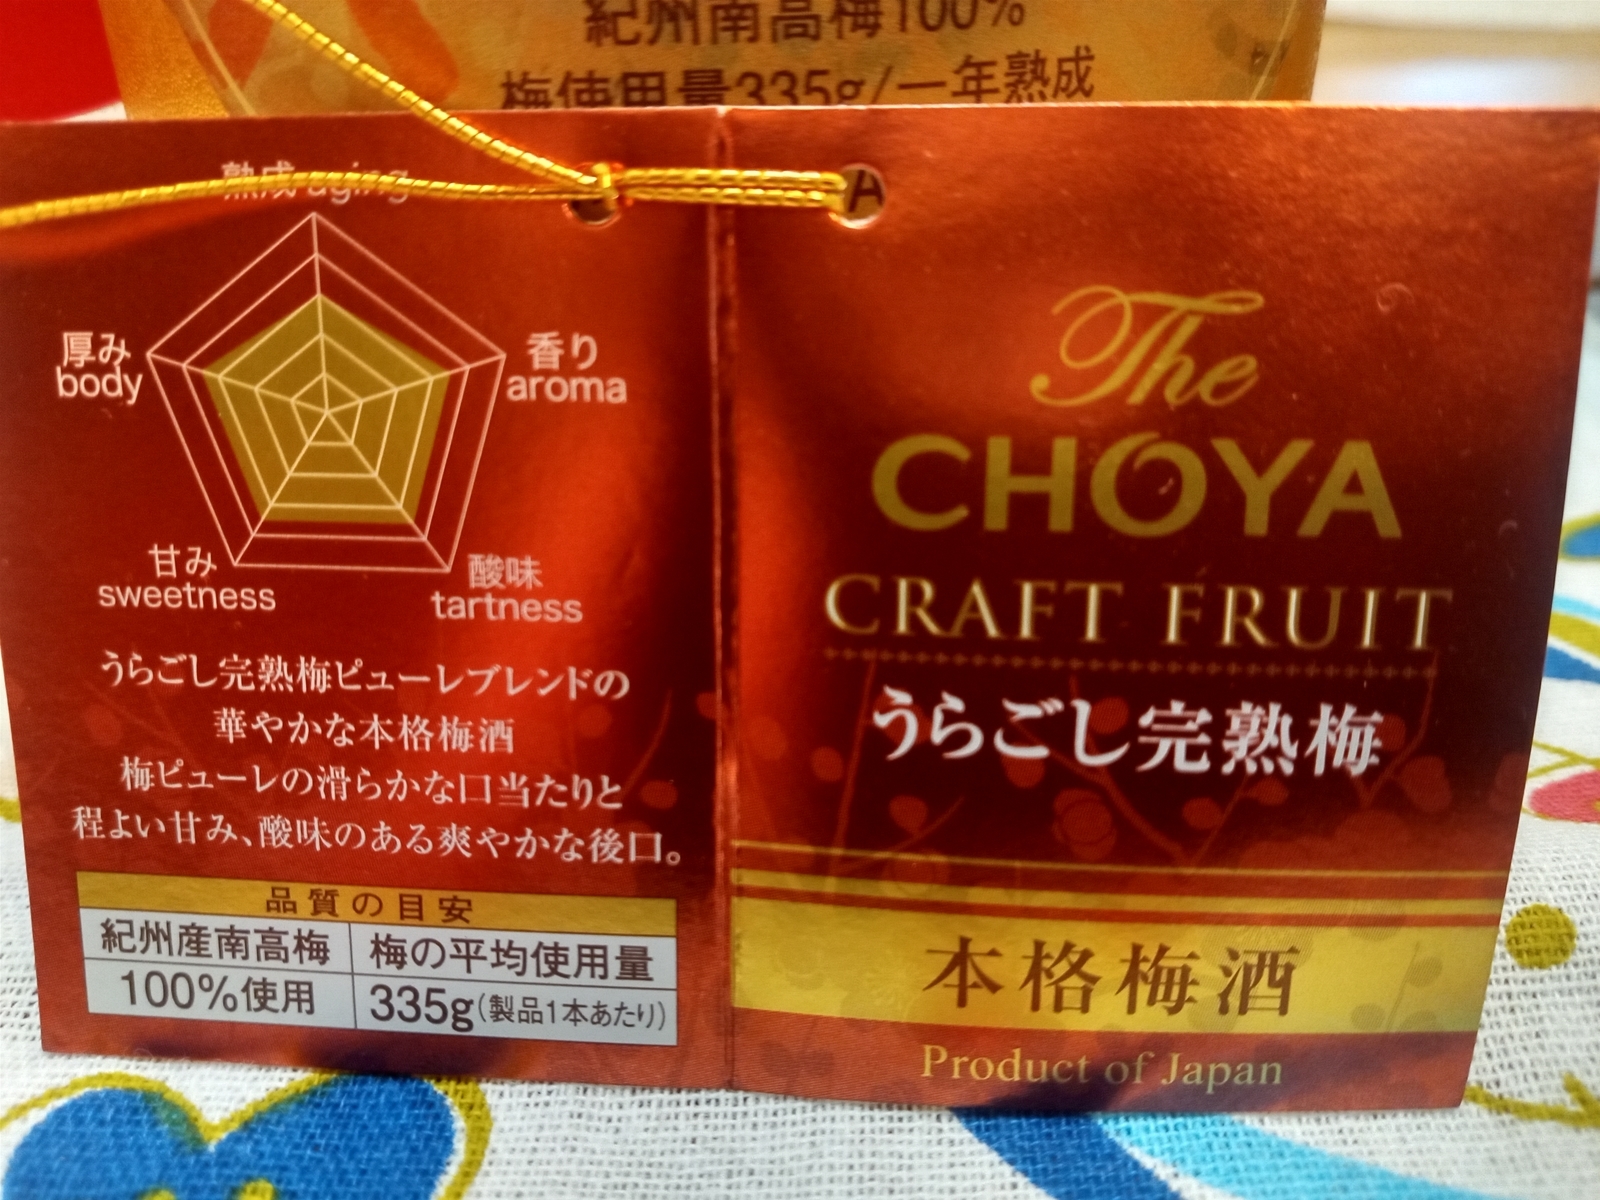 紀州南高梅100%
梅使用量335g/一年熟成
熟成 aging
厚み
body
香り
aroma
甘み
sweetness
酸味
tartness
うらごし完熟梅ピューレブレンドの
華やかな本格梅酒
梅ピューレの滑らかな口当たりと
程よい甘み、酸味のある爽やかな後口。
品質の目安
紀州産南高梅 梅の平均使用量
100%使用 335g(製品1本あたり)
The
CHOYA
CRAFT FRUIT
うらごし完熟梅
本格梅酒
Product of Japan